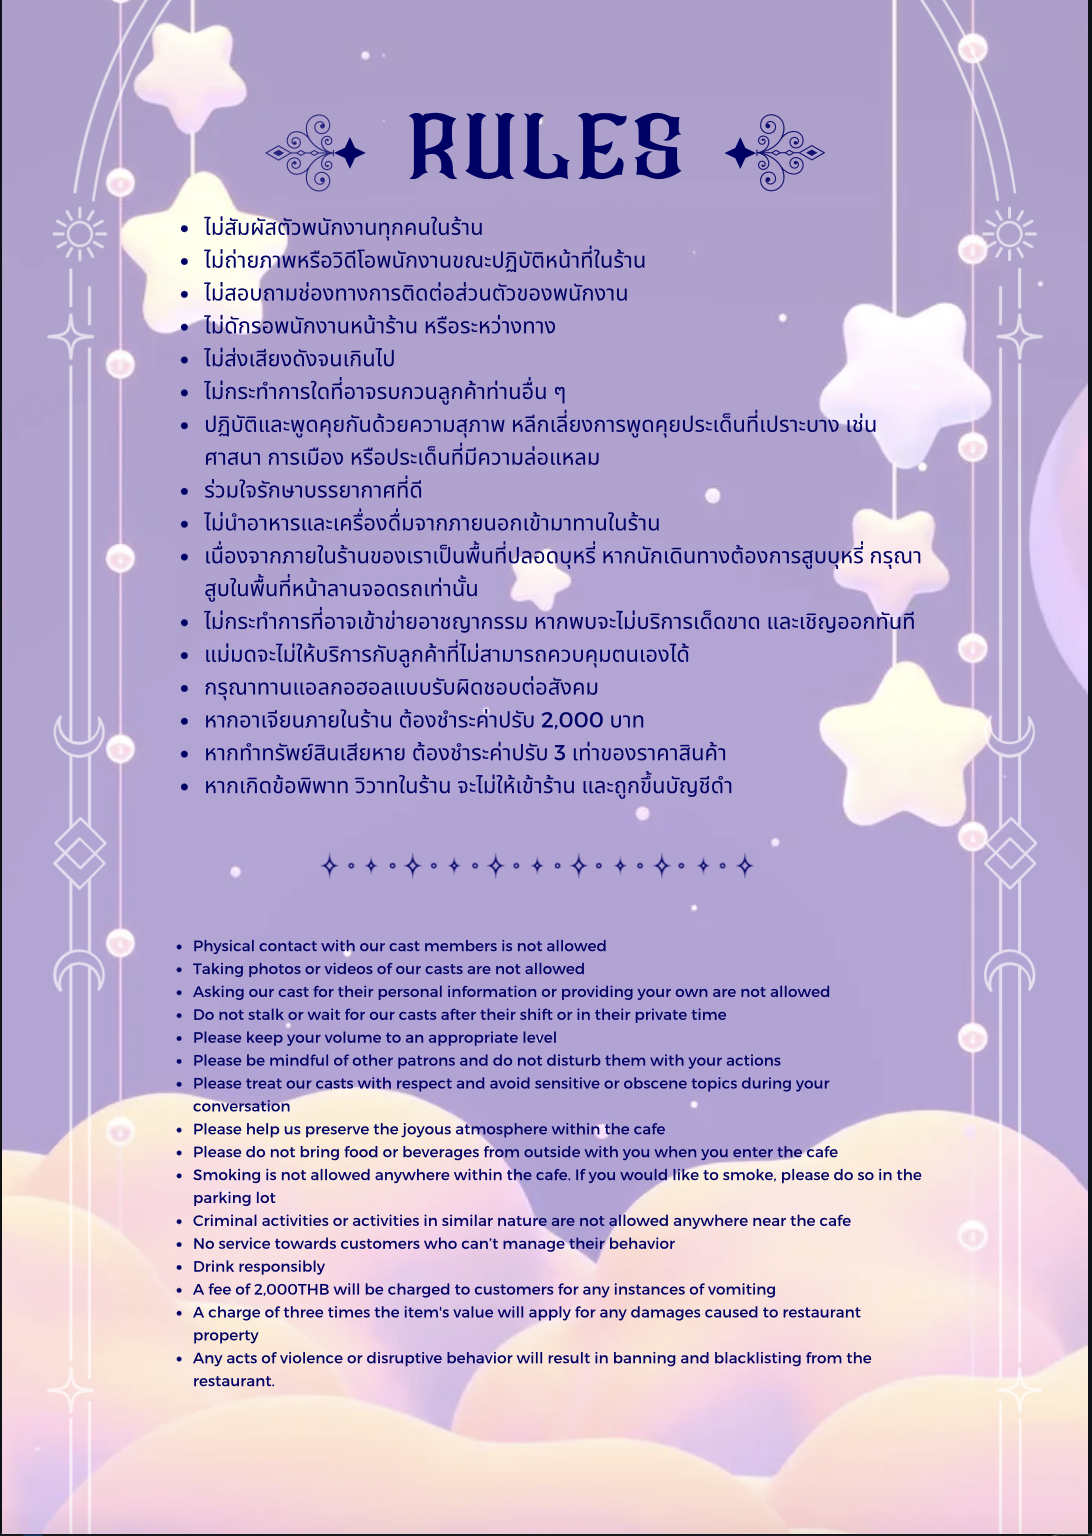 RULES
• ไม่สัมผัสตัวพนักงานทุกคนในร้าน
• ไม่ถ่ายภาพหรือวิดีโอพนักงานขณะปฏิบัติหน้าที่ในร้าน
• ไม่สอบถามช่องทางการติดต่อส่วนตัวของพนักงาน
• ไม่ดักรอพนักงานหน้าร้าน หรือระหว่างทาง
• ไม่ส่งเสียงดังจนเกินไป
• ไม่กระทำการใดที่อาจรบกวนลูกค้าท่านอื่น ๆ
• ปฏิบัติและพูดคุยกันด้วยความสุภาพ หลีกเลี่ยงการพูดคุยประเด็นที่เปราะบาง เช่น
ศาสนา การเมือง หรือประเด็นที่มีความล่อแหลม
• ร่วมใจรักษาบรรยากาศที่ดี
• ไม่นำอาหารและเครื่องดื่มจากภายนอกเข้ามาทานในร้าน
• เนื่องจากภายในร้านของเราเป็นพื้นที่ปลอดบุหรี่ หากนักเดินทางต้องการสูบบุหรี่ กรุณา
สูบในพื้นที่หน้าลานจอดรถเท่านั้น
• ไม่กระทำการที่อาจเข้าข่ายอาชญากรรม หากพบจะไม่บริการเด็ดขาด และเชิญออกทันที
• แม่มดจะไม่ให้บริการกับลูกค้าที่ไม่สามารถควบคุมตนเองได้
• กรุณาทานแอลกอฮอลแบบรับผิดชอบต่อสังคม
• หากอาเจียนภายในร้าน ต้องชำระค่าปรับ 2,000 บาท
• หากทำทรัพย์สินเสียหาย ต้องชำระค่าปรับ 3 เท่าของราคาสินค้า
• หากเกิดข้อพิพาท วิวาทในร้าน จะไม่ให้เข้าร้าน และถูกขึ้นบัญชีดำ
• Physical contact with our cast members is not allowed
• Taking photos or videos of our casts are not allowed
• Asking our cast for their personal information or providing your own are not allowed
• Do not stalk or wait for our casts after their shift or in their private time
• Please keep your volume to an appropriate level
• Please be mindful of other patrons and do not disturb them with your actions
• Please treat our casts with respect and avoid sensitive or obscene topics during your
conversation
• Please help us preserve the joyous atmosphere within the cafe
• Please do not bring food or beverages from outside with you when you enter the cafe
• Smoking is not allowed anywhere within the cafe. If you would like to smoke, please do so in the
parking lot
• Criminal activities or activities in similar nature are not allowed anywhere near the cafe
• No service towards customers who can’t manage their behavior
• Drink responsibly
• A fee of 2,000THB will be charged to customers for any instances of vomiting
• A charge of three times the item's value will apply for any damages caused to restaurant
property
• Any acts of violence or disruptive behavior will result in banning and blacklisting from the
restaurant.